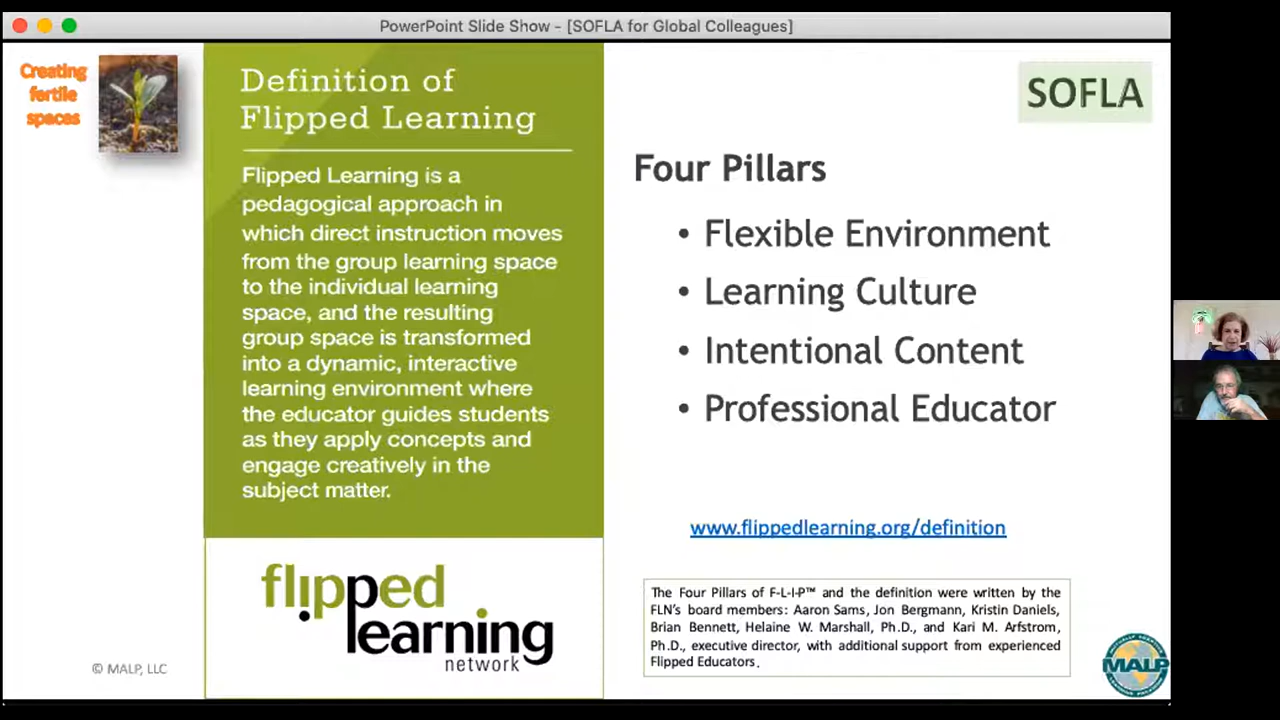 PowerPoint Slide Show - [SOFLA for Global Colleagues]
Creating
fertile
spaces
Definition of
Flipped Learning
Flipped Learning is a
pedagogical approach in
which direct instruction moves
from the group learning space
to the individual learning
space, and the resulting
group space is transformed
into a dynamic, interactive
learning environment where
the educator guides students
as they apply concepts and
engage creatively in the
subject matter.
flipped
learning
network
© MALP, LLC
SOFLA
Four Pillars
• Flexible Environment
• Learning Culture
• Intentional Content
• Professional Educator
www.flippedlearning.org/definition
The Four Pillars of F-L-I-P™ and the definition were written by the
FLN's board members: Aaron Sams, Jon Bergmann, Kristin Daniels,
Brian Bennett, Helaine W. Marshall, Ph.D., and Kari M. Arfstrom,
Ph.D., executive director, with additional support from experienced
Flipped Educators.
MALP